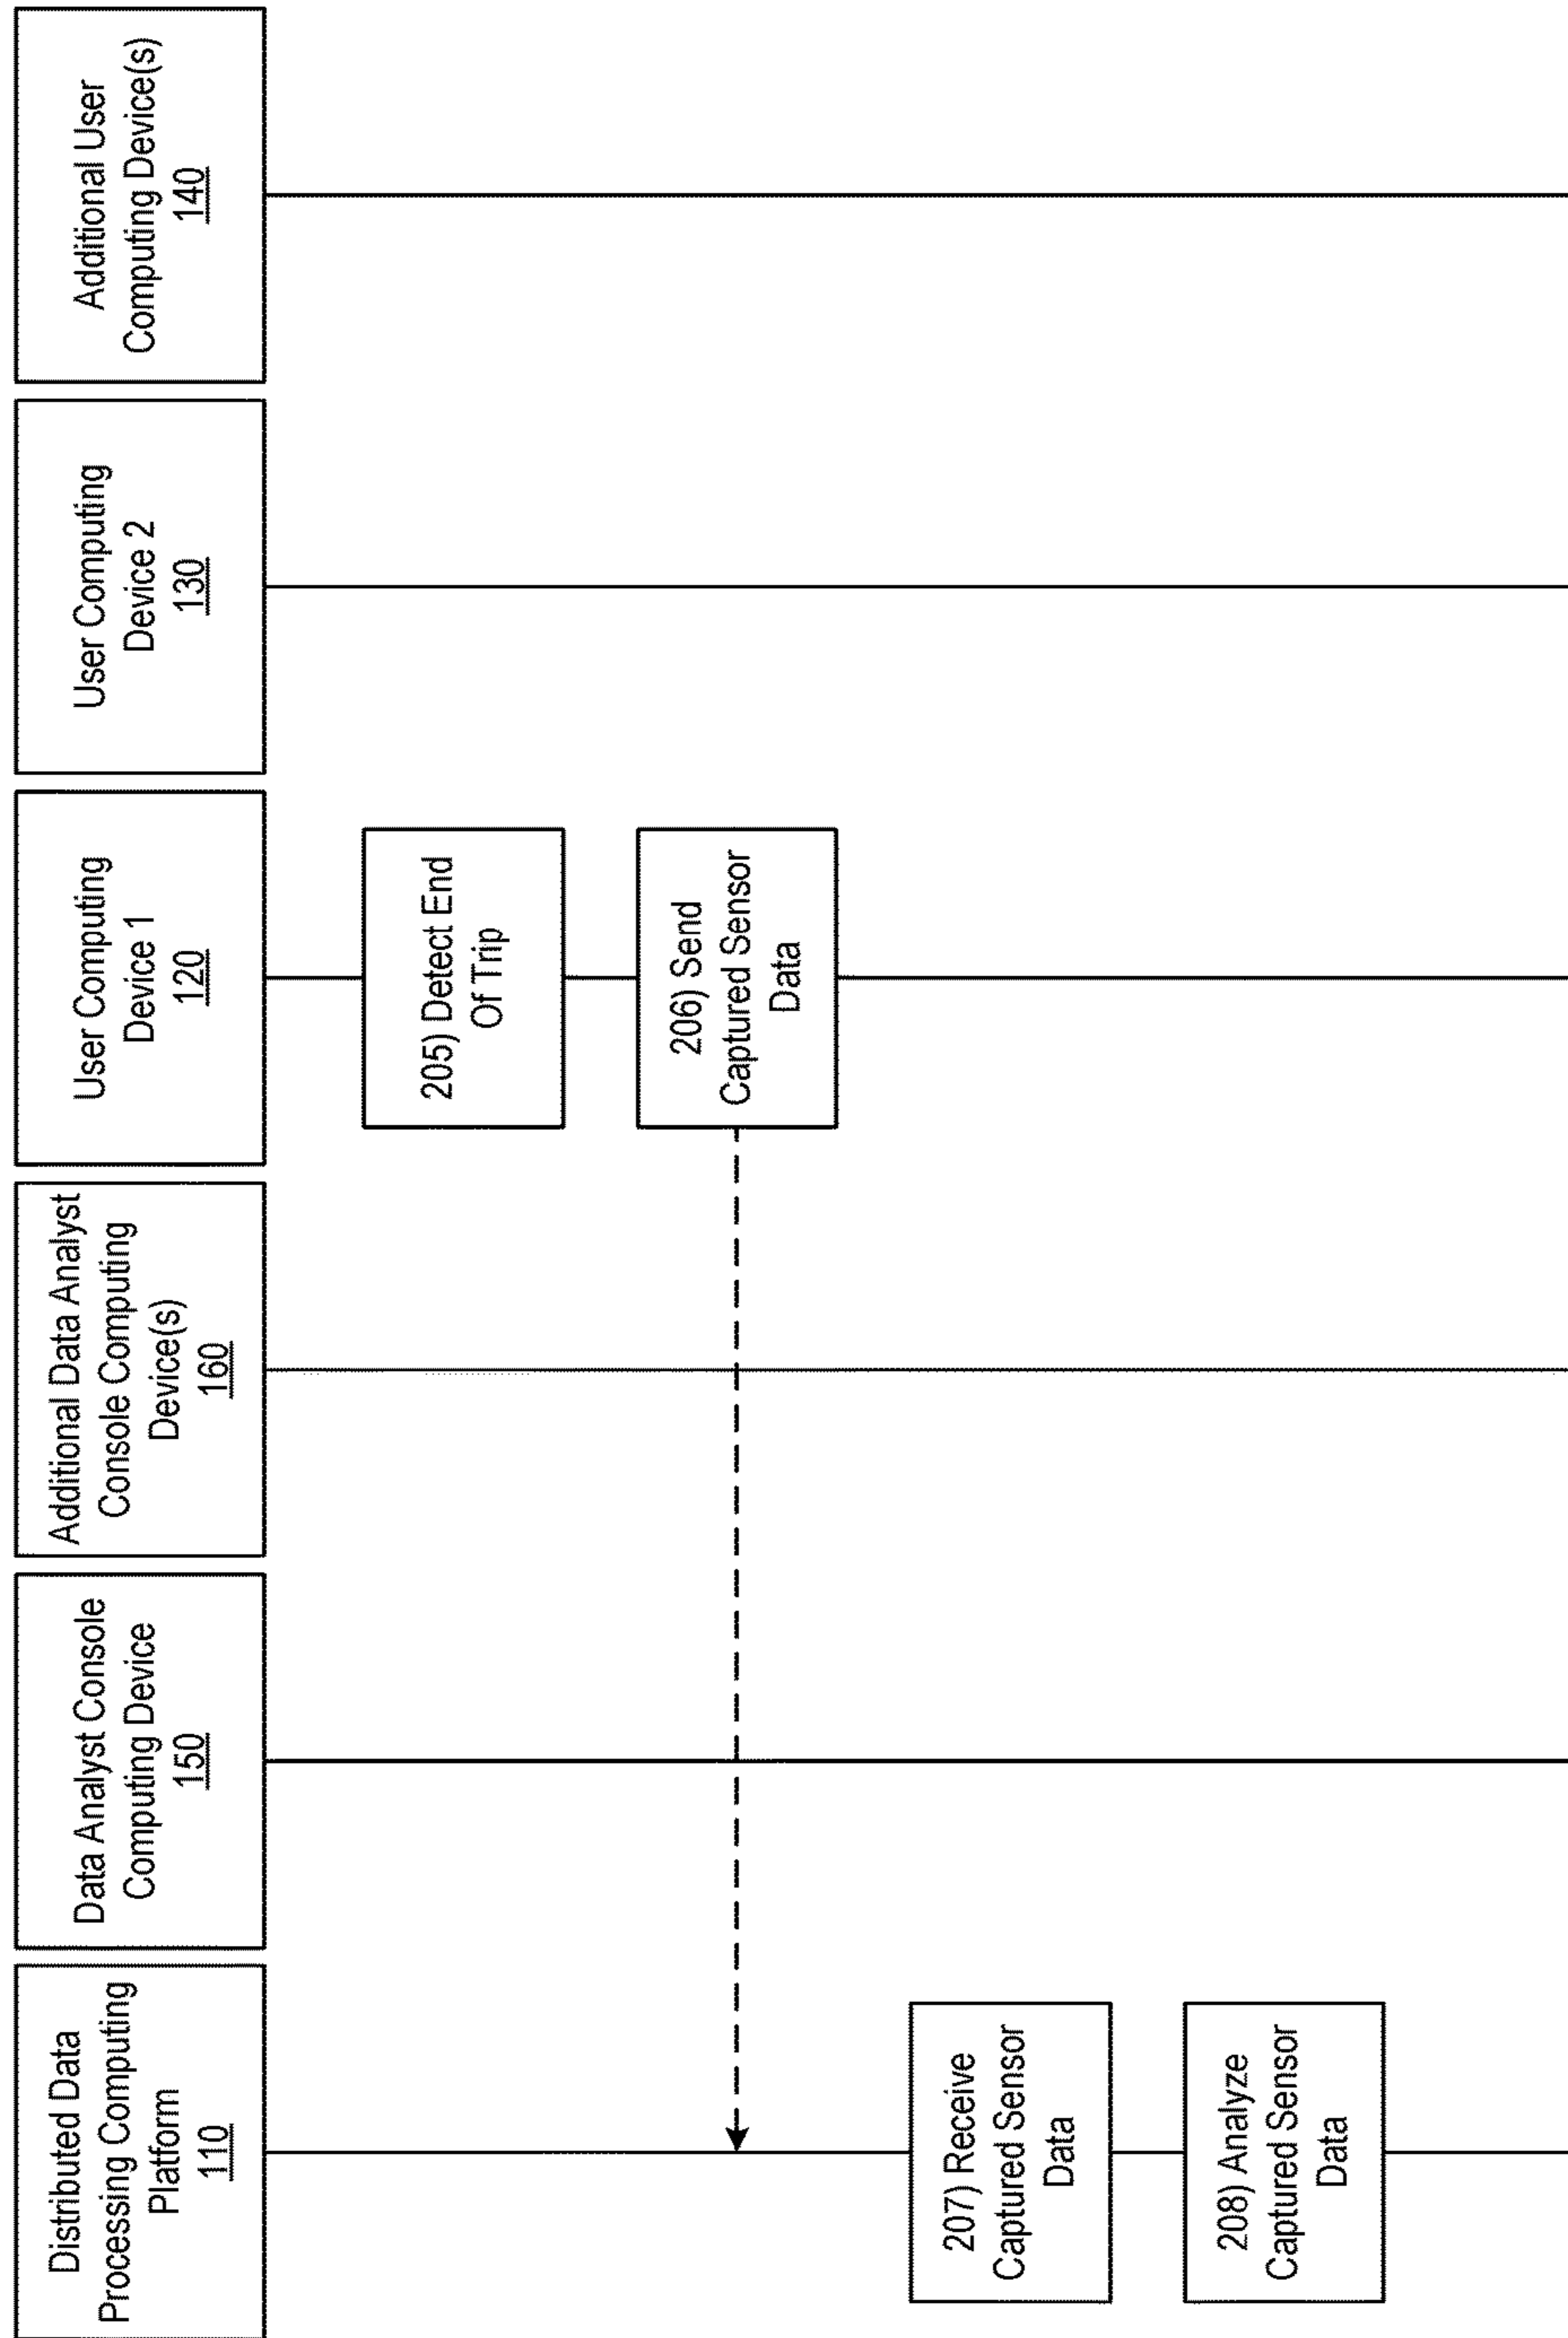 Distributed Data
Processing Computing
Platform
110
Data Analyst Console
Computing Device
150
Additional Data Analyst
Console Computing
Device(s)
160
User Computing
Device 1
120
User Computing
Device 2
130
Additional User
Computing Device(s)
140
205) Detect End
Of Trip
206) Send
Captured Sensor
Data
207) Receive
Captured Sensor
Data
208) Analyze
Captured Sensor
Data